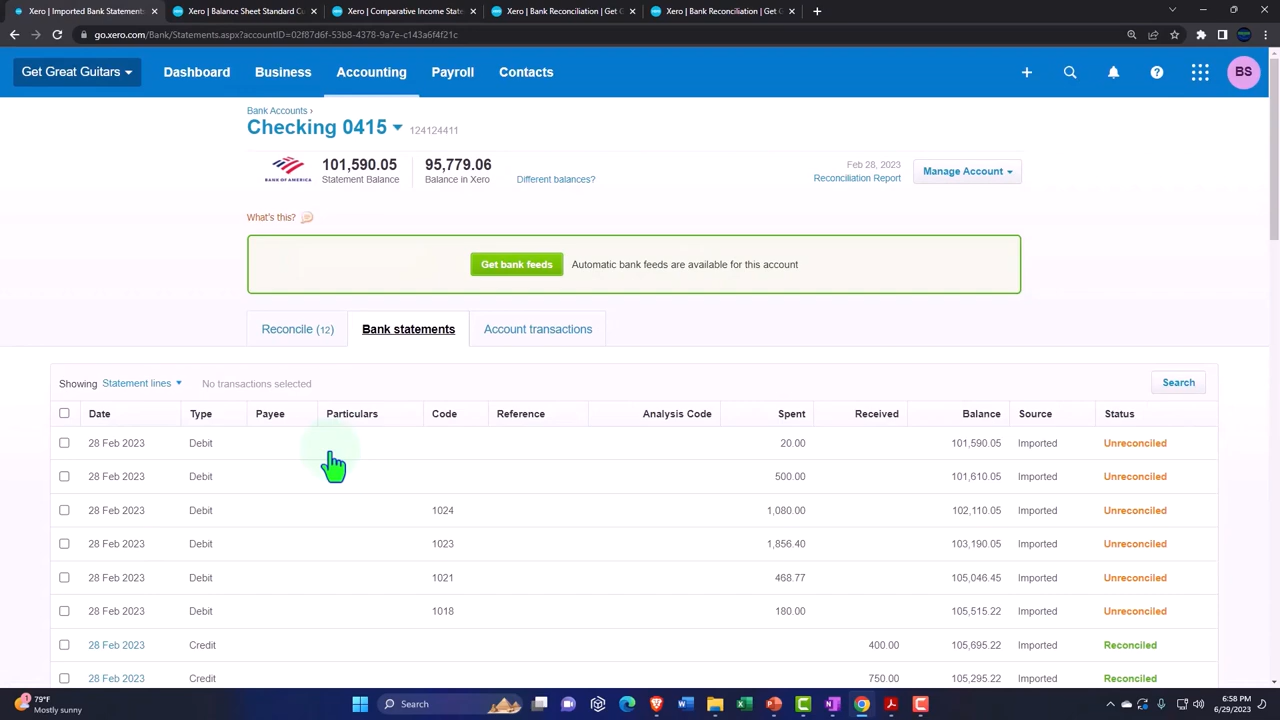 Xero | Imported Bank Statement
Xero | Standard Balance Sheet
Xero | Income State
Xero | Bank Reconciliations | Get G
Xero | Bank Reconciliation | Get G
go.xero.com/Bank/Statements.aspx?accountID=02f87d6f-53b8-4378-9a7e-c143a6f4f21c
Get Great Guitars
Dashboard
Business
Accounting
Payroll
Contacts
BS
Bank Accounts ›
Checking 0415 124124411
BANK OF AMERICA
101,590.05
Statement Balance
95,779.06
Balance in Xero
Different balances?
Feb 28, 2023
Reconciliation Report
Manage Account
What's this?
Get bank feeds
Automatic bank feeds are available for this account
Reconcile (12)
Bank statements
Account transactions
Showing Statement lines No transactions selected Search
Date Type Payee Particulars Code Reference Analysis Code Spent Received Balance Source Status
28 Feb 2023 Debit 20.00 101,590.05 Imported Unreconciled
28 Feb 2023 Debit 500.00 101,610.05 Imported Unreconciled
28 Feb 2023 Debit 1024 1,080.00 102,110.05 Imported Unreconciled
28 Feb 2023 Debit 1023 1,856.40 103,190.05 Imported Unreconciled
28 Feb 2023 Debit 1021 468.77 105,046.45 Imported Unreconciled
28 Feb 2023 Debit 1018 180.00 105,515.22 Imported Unreconciled
28 Feb 2023 Credit 400.00 105,695.22 Imported Reconciled
28 Feb 2023 Credit 750.00 105,295.22 Imported Reconciled
79°F
Mostly sunny
Search
6:58 PM
6/29/2023